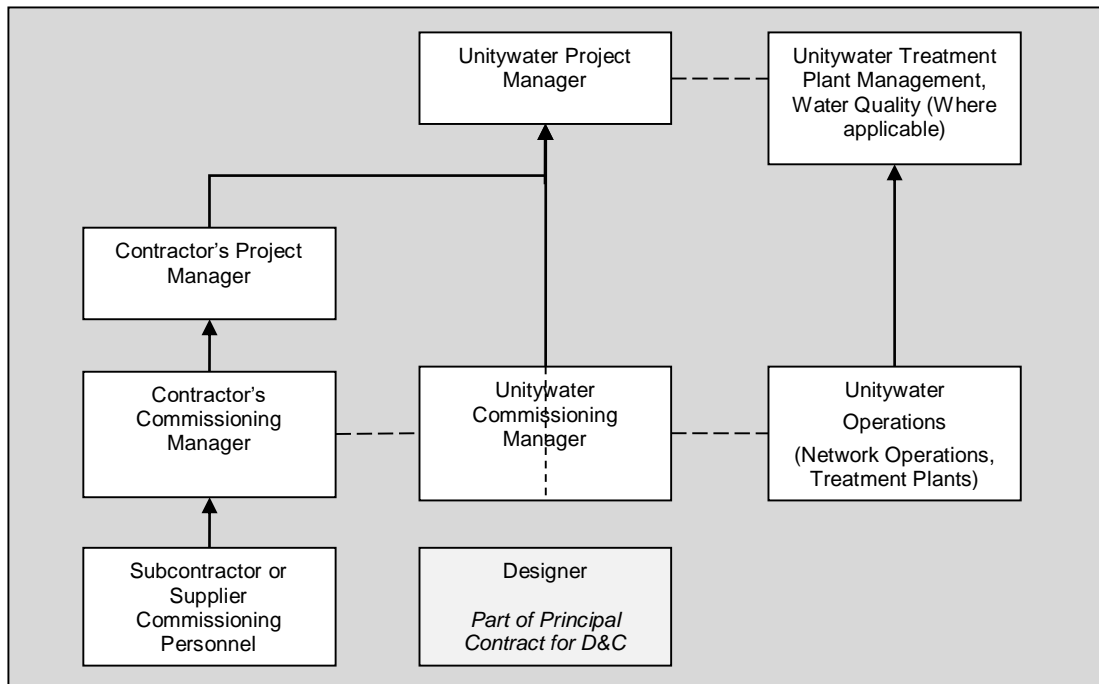 Unitywater Project
Manager
Unitywater Treatment
Plant Management,
Water Quality (Where
applicable)
Contractor’s Project
Manager
Contractor’s
Commissioning
Manager
Unitywater
Commissioning
Manager
Unitywater
Operations
(Network Operations,
Treatment Plants)
Subcontractor or
Supplier
Commissioning
Personnel
Designer
Part of Principal
Contract for D&C